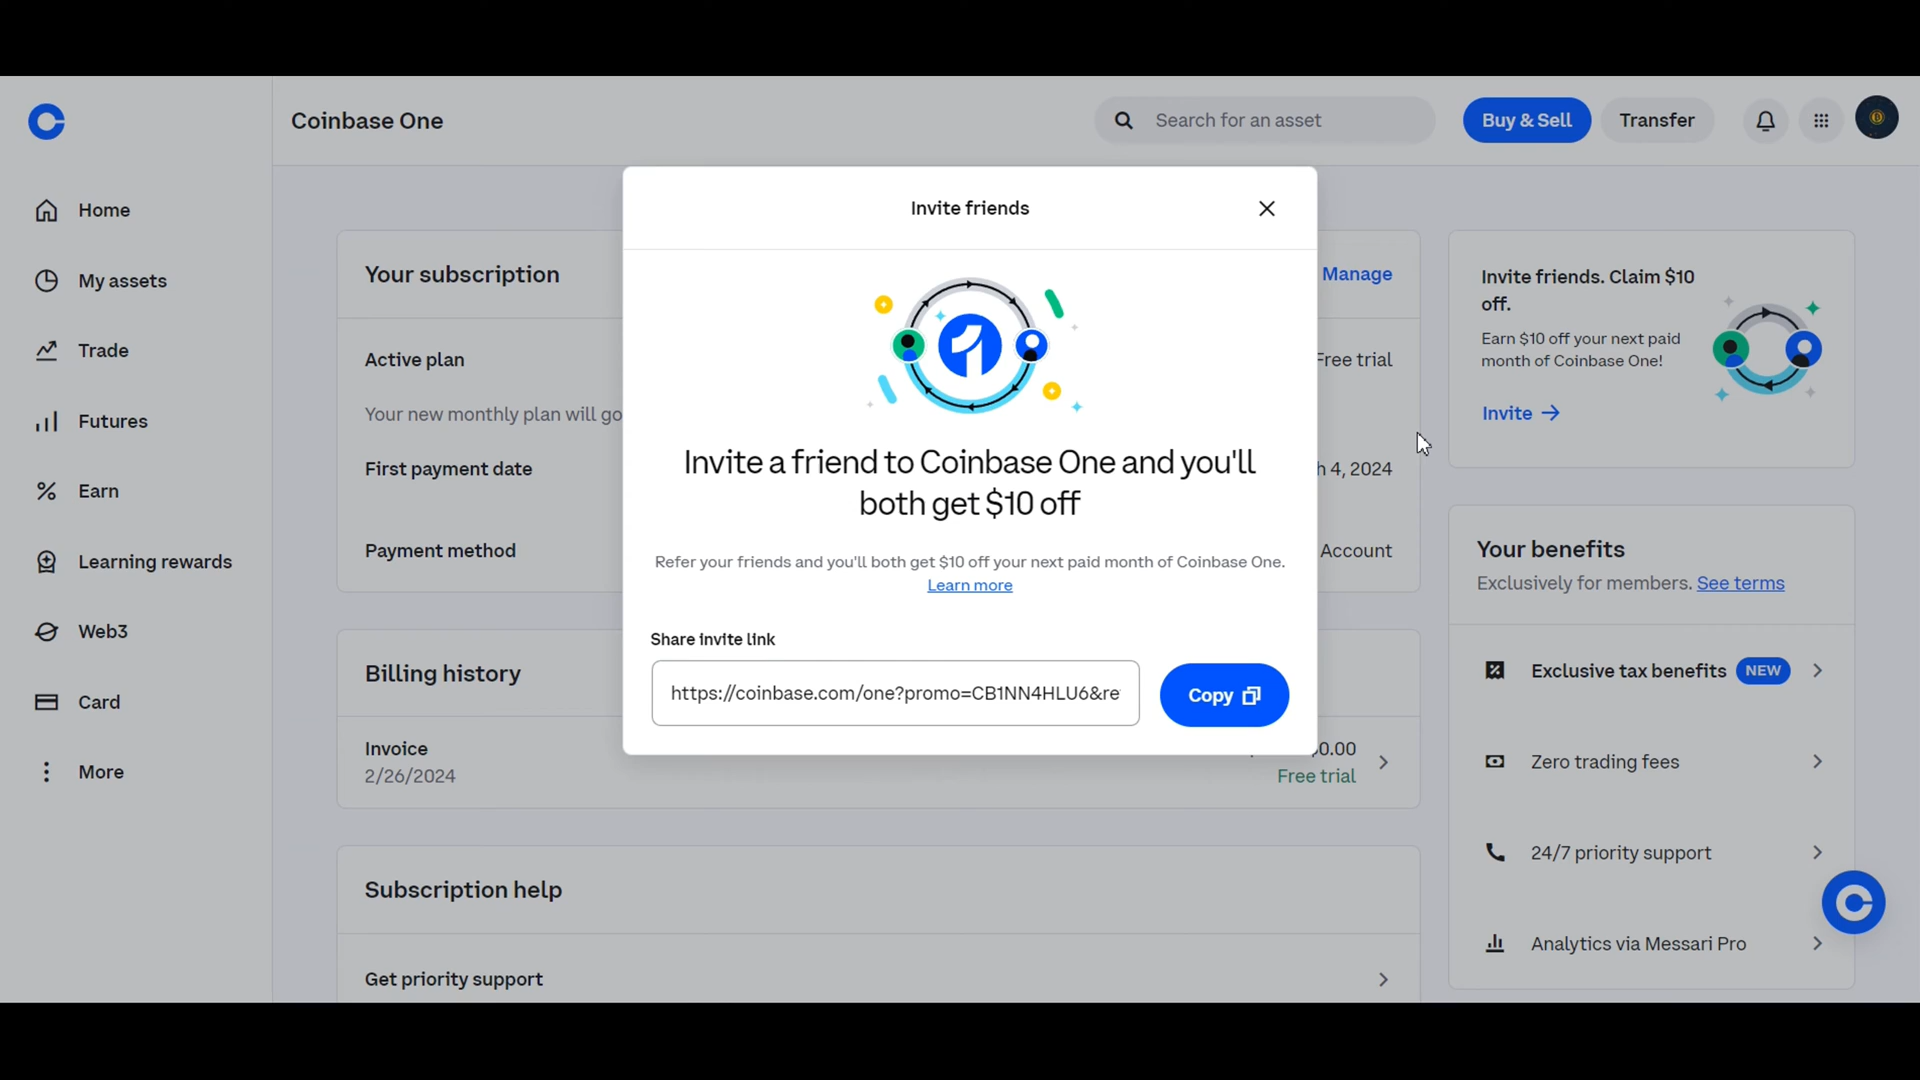 Coinbase One
Search for an asset
Buy & Sell
Transfer
Home
My assets
Trade
Futures
Earn
Learning rewards
Web3
Card
More
Your subscription
Manage
Active plan
Free trial
Your new monthly plan will go
First payment date
4, 2024
Payment method
Account
Billing history
Invoice
2/26/2024
0.00
Free trial
Subscription help
Get priority support
Invite friends
Invite a friend to Coinbase One and you'll
both get $10 off
Refer your friends and you'll both get $10 off your next paid month of Coinbase One.
Learn more
Share invite link
https://coinbase.com/one?promo=CB1NN4HLU6&re
Copy
Invite friends. Claim $10
off.
Earn $10 off your next paid
month of Coinbase One!
Invite →
Your benefits
Exclusively for members. See terms
Exclusive tax benefits NEW
Zero trading fees
24/7 priority support
Analytics via Messari Pro